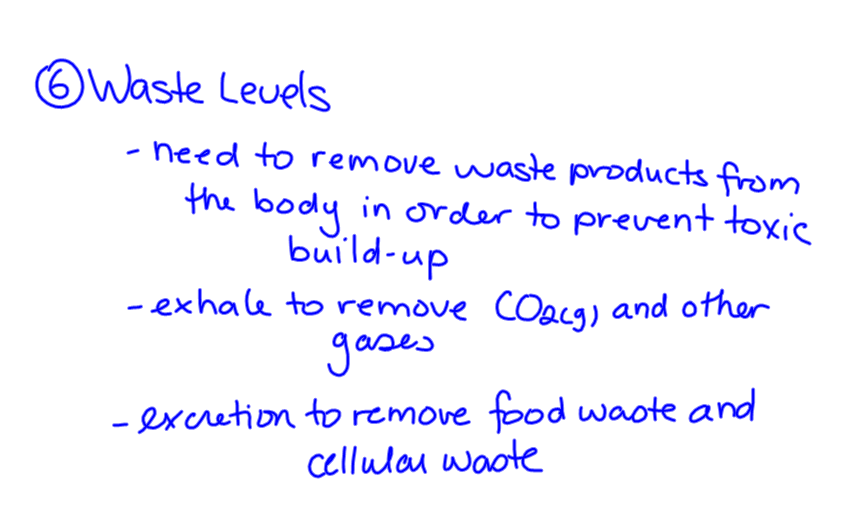 ⑥ Waste Levels
- need to remove waste products from
the body in order to prevent toxic
build-up
- exhale to remove CO2(g) and other
gases
- excretion to remove food waste and
cellular waste